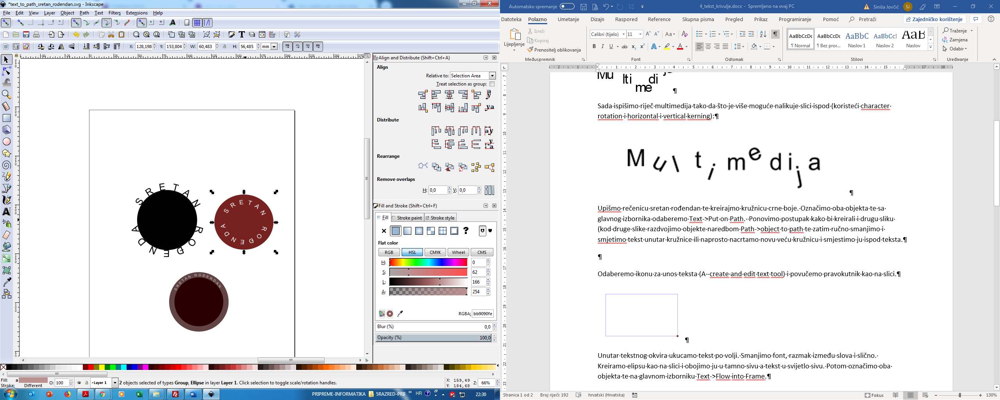 *text_to_path_sretan_rodendan.svg - Inkscape
File Edit View Layer Object Path Text Filters Extensions Help
X: 128,198 Y: 153,804 W: 60,483 H: 56,485 mm
Align and Distribute (Shift+Ctrl+A)
Align
Relative to: Selection Area
Treat selection as group:
Distribute
Rearrange
Remove overlaps
H: 0,0 V: 0,0
Fill and Stroke (Shift+Ctrl+F)
Fill Stroke paint Stroke style
Flat color
RGB HSL CMYK Wheel CMS
H: 0
S: 62
L: 166
A: 254
RGBA: bb9090fe
Blur (%) 0,0
Opacity (%) 100,0
SRETAN ROĐENDAN
SRETAN ROĐENDAN
SRETAN ROĐENDAN
Fill: a O: 100 Layer 1 2 objects selected of types Group, Ellipse in layer Layer 1. Click selection to toggle scale/rotation handles. X: 159,49 Z: 66%
Stroke: Different Y: 184,68
PRIPREME-INFORMATIKA 5RAZRED-PRIF HR 22:30
Automatsko spremanje 4_tekst_krivulje.docx - Spremljeno na ovaj PC Siniša Jovčić SJ
Datoteka Polazno Umetanje Dizajn Raspored Reference Skupna pisma Pregled Prikaz Programiranje Pomoć Pretraži Zajedničko korištenje
Lijepljenje Izreži Kopiraj Prenositelj oblikovanja
Calibri (tijelo) 11
AaBbCcDc AaBbCcDc AaBbC AaBbCcI AaB
¶ Normal ¶ Bez pror... Naslov 1 Naslov 2 Naslov
Traženje
Zamjena
Odabir
Međuspremnik Font Odlomak Stilovi Uređivanje
Mu lti me di je ¶
Sada·ispišimo·riječ·multimedija·tako·da·što·je·više·moguće·nalikuje·slici·ispod·(koristeći·character·
rotation·i·horizontal·i·vertical·kerning):¶
Multimedija
¶
Upišmo·rečenicu·sretan·rođendan·te·kreirajmo·kružnicu·crne·boje.·Označimo·oba·objekta·te·sa·
glavnog·izbornika·odaberemo·Text->Put·on·Path.··Ponovimo·postupak·kako·bi·kreirali·i·drugu·sliku·
(kod·druge·slike·razdvojimo·objekte·naredbom·Path->object·to·path·te·zatim·ručno·smanjimo·i·
smjetimo·tekst·unutar·kružnice·ili·naprosto·nacrtamo·novu·veću·kružnicu·i·smjestimo·ju·ispod·teksta.¶
¶
Odaberemo·ikonu·za·unos·teksta·(A·-·create·and·edit·text·tool)·i·povučemo·pravokutnik·kao·na·slici.¶
¶
Unutar·tekstnog·okvira·ukucamo·tekst·po·volji.·Smanjimo·font,·razmak·između·slova·i·slično.·
Kreiramo·elipsu·kao·na·slici·i·obojimo·ju·u·tamno·sivu·a·tekst·u·svijetlo·sivu.·Potom·označimo·oba·
objekta·te·na·glavnom·izborniku·Text->Flow·into·Frame.¶
Stranica 1 od 2 Broj riječi: 192 hrvatski (Hrvatska) Fokus 130%